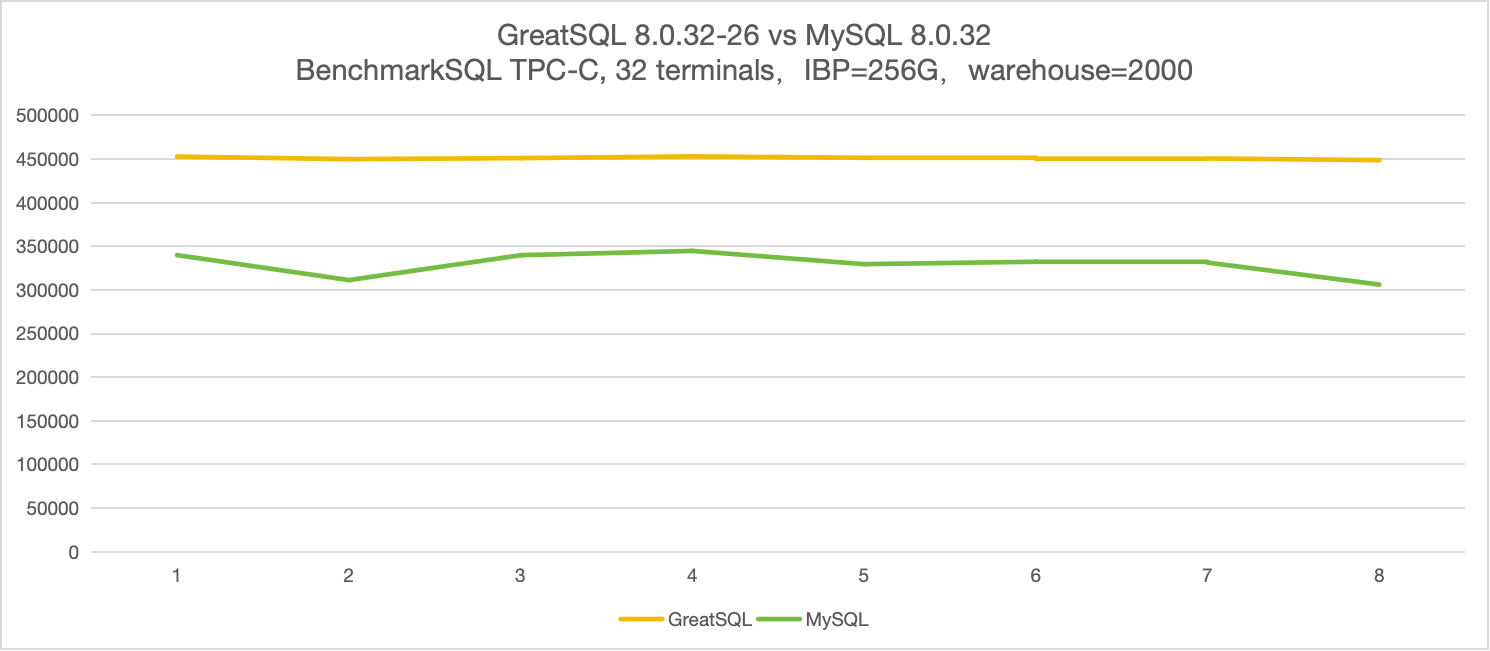 GreatSQL 8.0.32-26 vs MySQL 8.0.32
BenchmarkSQL TPC-C, 32 terminals，IBP=256G，warehouse=2000
500000
450000
400000
350000
300000
250000
200000
150000
100000
50000
0
1 2 3 4 5 6 7 8
GreatSQL MySQL